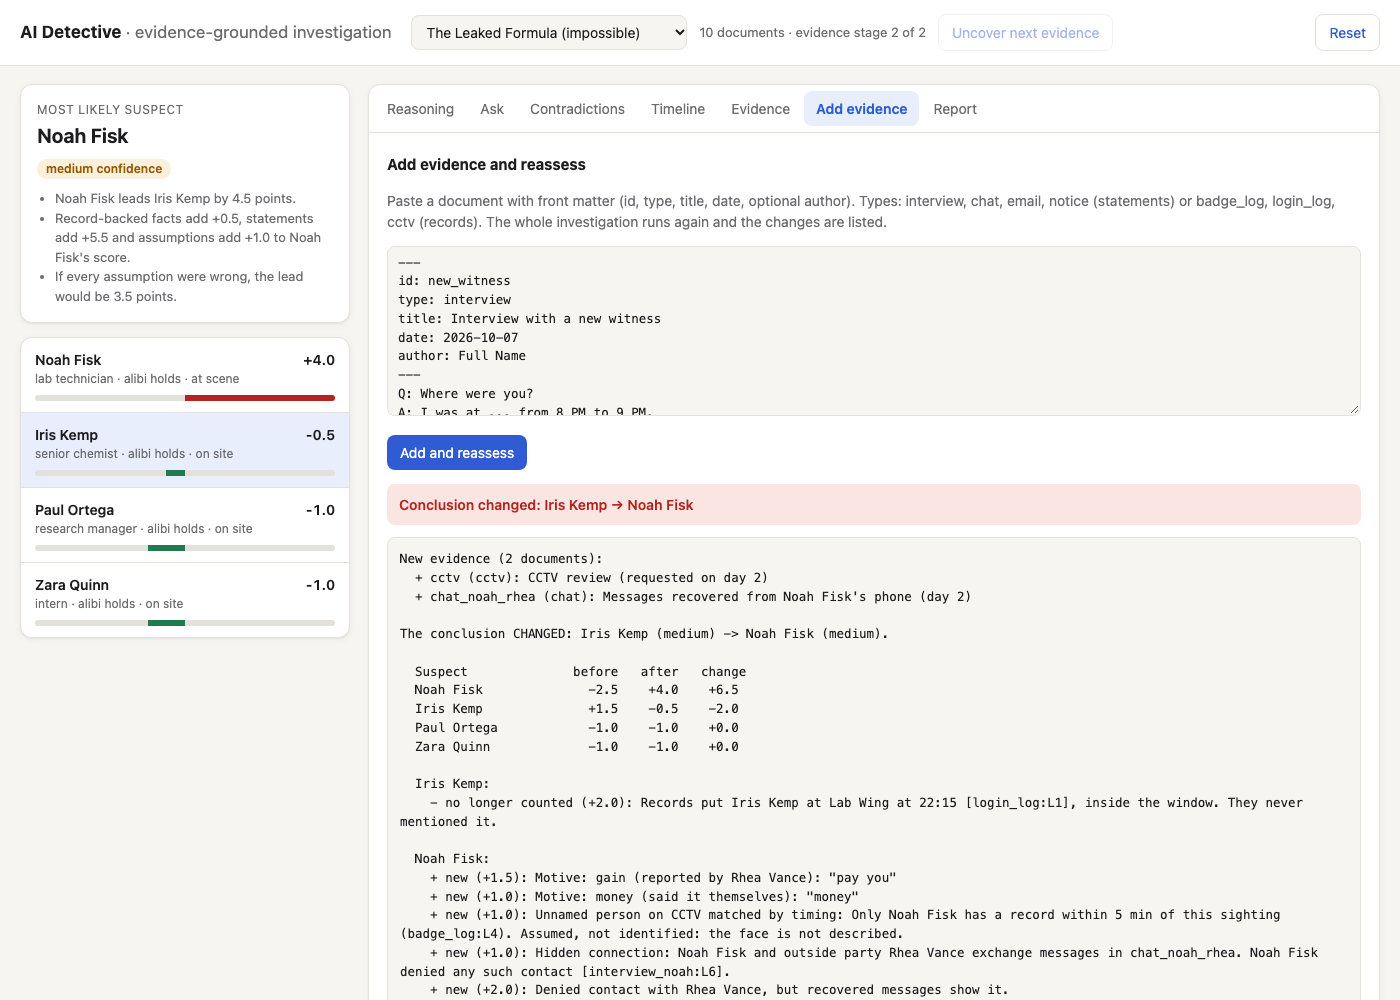 AI Detective · evidence-grounded investigation
The Leaked Formula (impossible)
10 documents · evidence stage 2 of 2
Uncover next evidence
Reset
MOST LIKELY SUSPECT
Noah Fisk
medium confidence
• Noah Fisk leads Iris Kemp by 4.5 points.
• Record-backed facts add +0.5, statements
add +5.5 and assumptions add +1.0 to Noah
Fisk's score.
• If every assumption were wrong, the lead
would be 3.5 points.
Noah Fisk +4.0
lab technician · alibi holds · at scene
Iris Kemp -0.5
senior chemist · alibi holds · on site
Paul Ortega -1.0
research manager · alibi holds · on site
Zara Quinn -1.0
intern · alibi holds · on site
Reasoning Ask Contradictions Timeline Evidence Add evidence Report
Add evidence and reassess
Paste a document with front matter (id, type, title, date, optional author). Types: interview, chat, email, notice (statements) or badge_log, login_log,
cctv (records). The whole investigation runs again and the changes are listed.
---
id: new_witness
type: interview
title: Interview with a new witness
date: 2026-10-07
author: Full Name
---
Q: Where were you?
A: I was at ... from 8 PM to 9 PM.
Add and reassess
Conclusion changed: Iris Kemp → Noah Fisk
New evidence (2 documents):
+ cctv (cctv): CCTV review (requested on day 2)
+ chat_noah_rhea (chat): Messages recovered from Noah Fisk's phone (day 2)
The conclusion CHANGED: Iris Kemp (medium) -> Noah Fisk (medium).
Suspect before after change
Noah Fisk -2.5 +4.0 +6.5
Iris Kemp +1.5 -0.5 -2.0
Paul Ortega -1.0 -1.0 +0.0
Zara Quinn -1.0 -1.0 +0.0
Iris Kemp:
- no longer counted (+2.0): Records put Iris Kemp at Lab Wing at 22:15 [login_log:L1], inside the window. They never
mentioned it.
Noah Fisk:
+ new (+1.5): Motive: gain (reported by Rhea Vance): "pay you"
+ new (+1.0): Motive: money (said it themselves): "money"
+ new (+1.0): Unnamed person on CCTV matched by timing: Only Noah Fisk has a record within 5 min of this sighting
(badge_log:L4). Assumed, not identified: the face is not described.
+ new (+1.0): Hidden connection: Noah Fisk and outside party Rhea Vance exchange messages in chat_noah_rhea. Noah Fisk
denied any such contact [interview_noah:L6].
+ new (+2.0): Denied contact with Rhea Vance, but recovered messages show it.